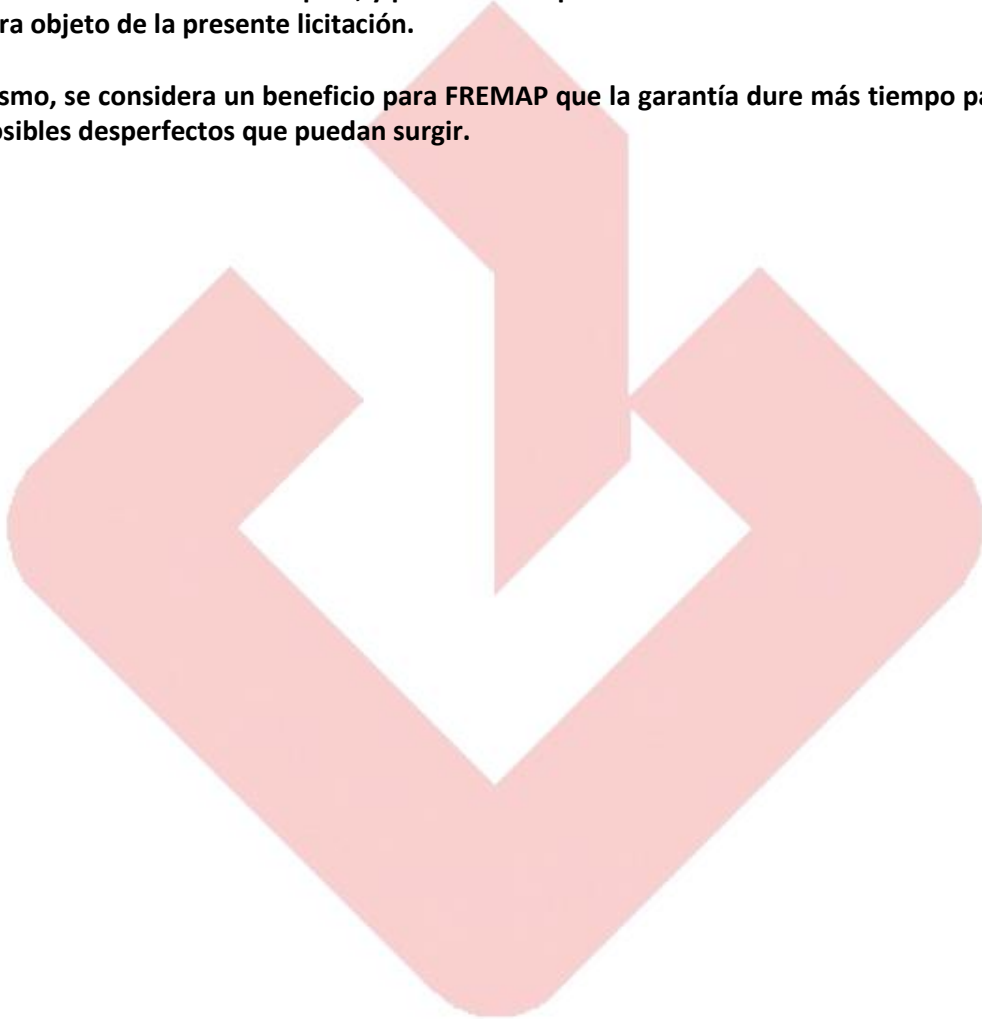 ra objeto de la presente licitación.
smo, se considera un beneficio para FREMAP que la garantía dure más tiempo pa
osibles desperfectos que puedan surgir.